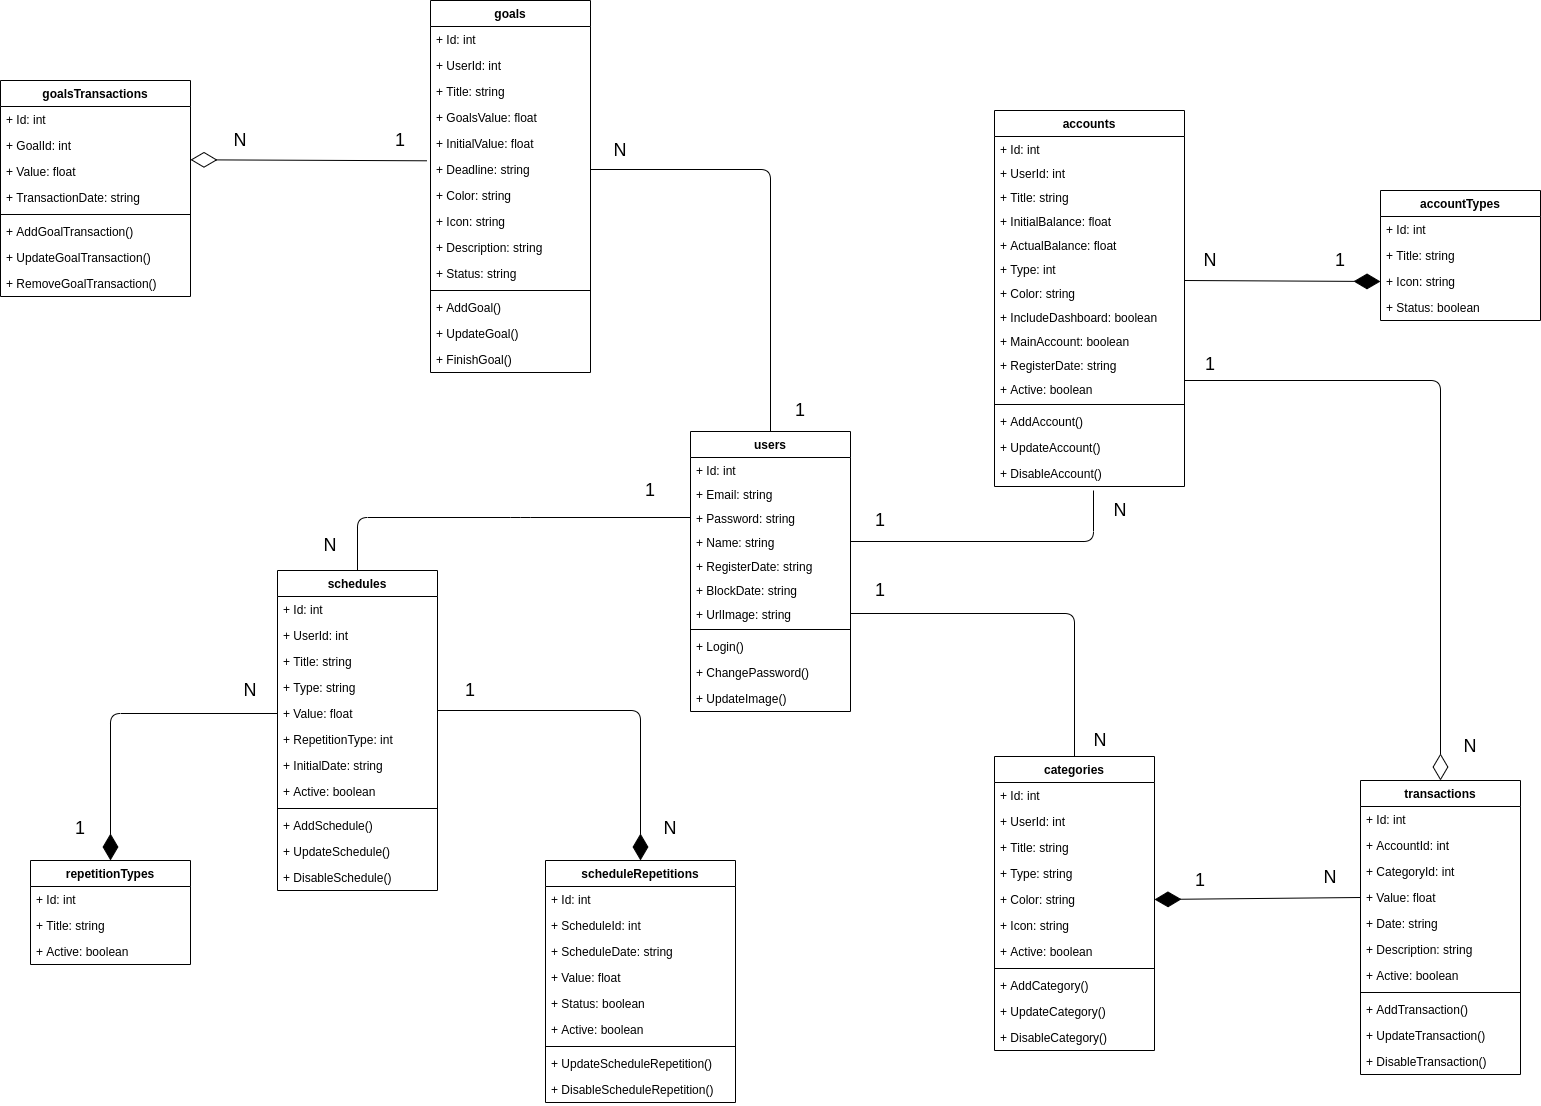 goals
+ Id: int
+ UserId: int
+ Title: string
+ GoalsValue: float
+ InitialValue: float
+ Deadline: string
+ Color: string
+ Icon: string
+ Description: string
+ Status: string
+ AddGoal()
+ UpdateGoal()
+ FinishGoal()
goalsTransactions
+ Id: int
+ GoalId: int
+ Value: float
+ TransactionDate: string
+ AddGoalTransaction()
+ UpdateGoalTransaction()
+ RemoveGoalTransaction()
N
1
N
1
accounts
+ Id: int
+ UserId: int
+ Title: string
+ InitialBalance: float
+ ActualBalance: float
+ Type: int
+ Color: string
+ IncludeDashboard: boolean
+ MainAccount: boolean
+ RegisterDate: string
+ Active: boolean
+ AddAccount()
+ UpdateAccount()
+ DisableAccount()
N
1
accountTypes
+ Id: int
+ Title: string
+ Icon: string
+ Status: boolean
1
N
users
+ Id: int
+ Email: string
+ Password: string
+ Name: string
+ RegisterDate: string
+ BlockDate: string
+ UrlImage: string
+ Login()
+ ChangePassword()
+ UpdateImage()
1
N
1
N
1
N
schedules
+ Id: int
+ UserId: int
+ Title: string
+ Type: string
+ Value: float
+ RepetitionType: int
+ InitialDate: string
+ Active: boolean
+ AddSchedule()
+ UpdateSchedule()
+ DisableSchedule()
N
1
1
N
repetitionTypes
+ Id: int
+ Title: string
+ Active: boolean
scheduleRepetitions
+ Id: int
+ ScheduleId: int
+ ScheduleDate: string
+ Value: float
+ Status: boolean
+ Active: boolean
+ UpdateScheduleRepetition()
+ DisableScheduleRepetition()
categories
+ Id: int
+ UserId: int
+ Title: string
+ Type: string
+ Color: string
+ Icon: string
+ Active: boolean
+ AddCategory()
+ UpdateCategory()
+ DisableCategory()
1
N
transactions
+ Id: int
+ AccountId: int
+ CategoryId: int
+ Value: float
+ Date: string
+ Description: string
+ Active: boolean
+ AddTransaction()
+ UpdateTransaction()
+ DisableTransaction()